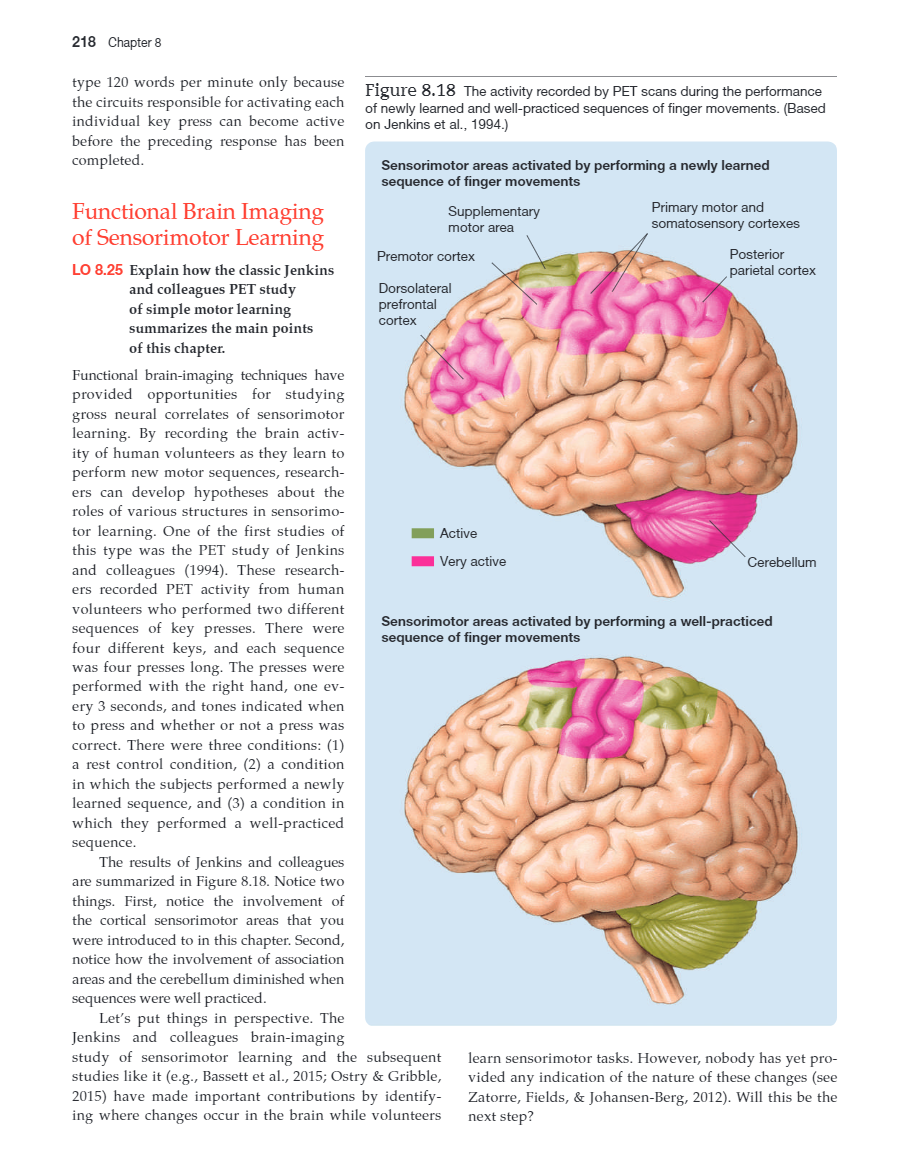 218 Chapter 8
type 120 words per minute only because
the circuits responsible for activating each
individual key press can become active
before the preceding response has been
completed.
Functional Brain Imaging
of Sensorimotor Learning
LO 8.25 Explain how the classic Jenkins
and colleagues PET study
of simple motor learning
summarizes the main points
of this chapter.
Functional brain-imaging techniques have
provided opportunities for studying
gross neural correlates of sensorimotor
learning. By recording the brain activ-
ity of human volunteers as they learn to
perform new motor sequences, research-
ers can develop hypotheses about the
roles of various structures in sensorimo-
tor learning. One of the first studies of
this type was the PET study of Jenkins
and colleagues (1994). These research-
ers recorded PET activity from human
volunteers who performed two different
sequences of key presses. There were
four different keys, and each sequence
was four presses long. The presses were
performed with the right hand, one ev-
ery 3 seconds, and tones indicated when
to press and whether or not a press was
correct. There were three conditions: (1)
a rest control condition, (2) a condition
in which the subjects performed a newly
learned sequence, and (3) a condition in
which they performed a well-practiced
sequence.
The results of Jenkins and colleagues
are summarized in Figure 8.18. Notice two
things. First, notice the involvement of
the cortical sensorimotor areas that you
were introduced to in this chapter. Second,
notice how the involvement of association
areas and the cerebellum diminished when
sequences were well practiced.
Let's put things in perspective. The
Jenkins and colleagues brain-imaging
study of sensorimotor learning and the subsequent
studies like it (e.g., Bassett et al., 2015; Ostry & Gribble,
2015) have made important contributions by identify-
ing where changes occur in the brain while volunteers
learn sensorimotor tasks. However, nobody has yet pro-
vided any indication of the nature of these changes (see
Zatorre, Fields, & Johansen-Berg, 2012). Will this be the
next step?
Figure 8.18 The activity recorded by PET scans during the performance
of newly learned and well-practiced sequences of finger movements. (Based
on Jenkins et al., 1994.)
Sensorimotor areas activated by performing a newly learned
sequence of finger movements
Supplementary
motor area
Primary motor and
somatosensory cortexes
Premotor cortex
Posterior
parietal cortex
Dorsolateral
prefrontal
cortex
Active
Very active
Cerebellum
Sensorimotor areas activated by performing a well-practiced
sequence of finger movements